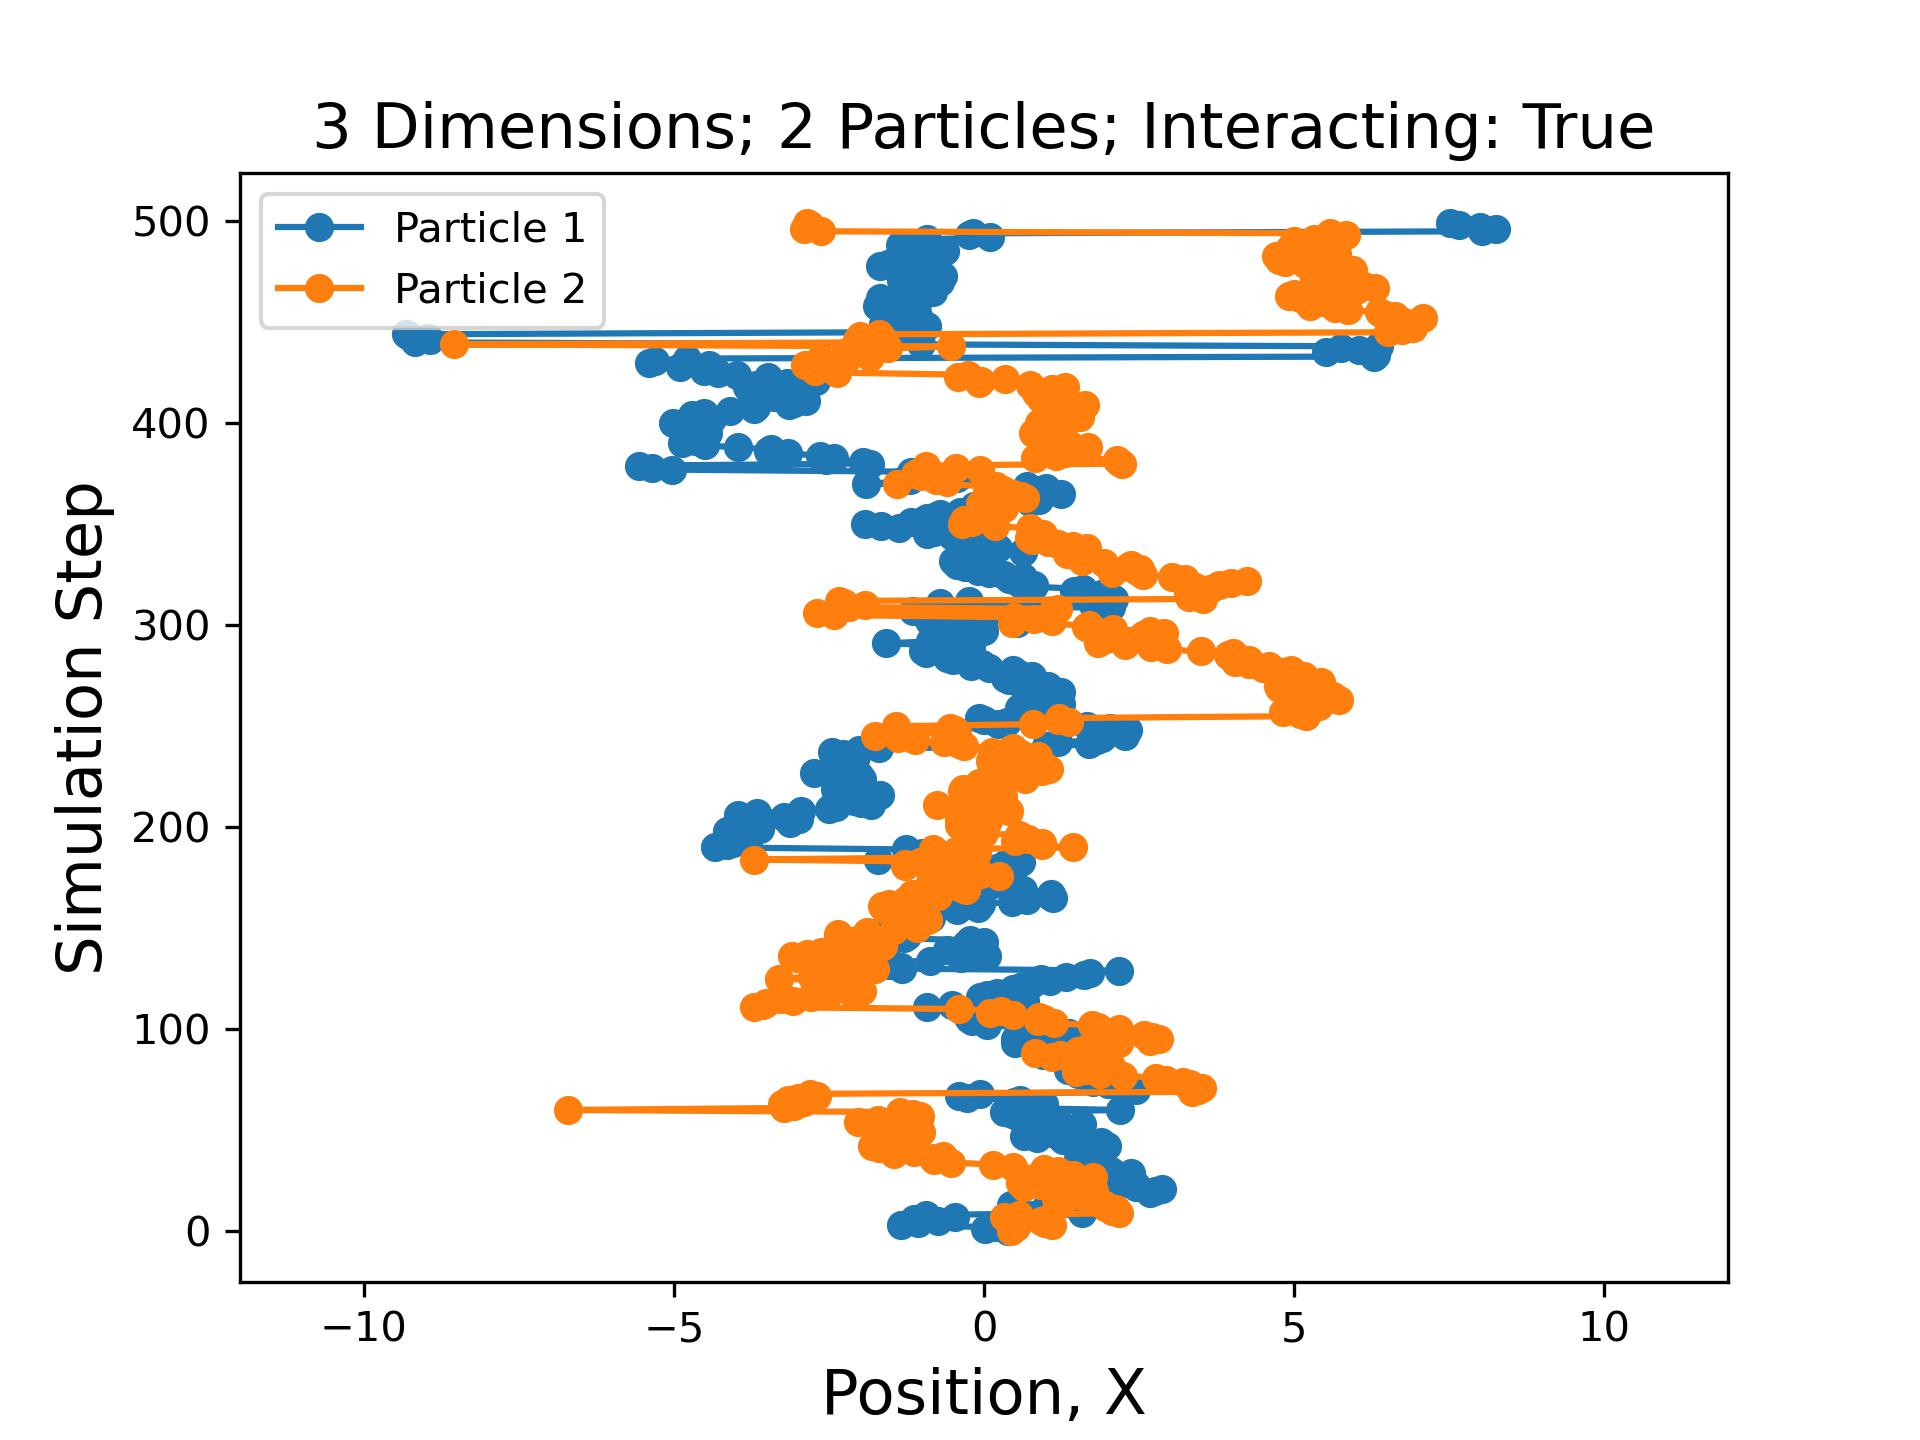 3 Dimensions; 2 Particles; Interacting: True
Particle 1
Particle 2
Simulation Step
500
400
300
200
100
0
−10
−5
0
5
10
Position, X